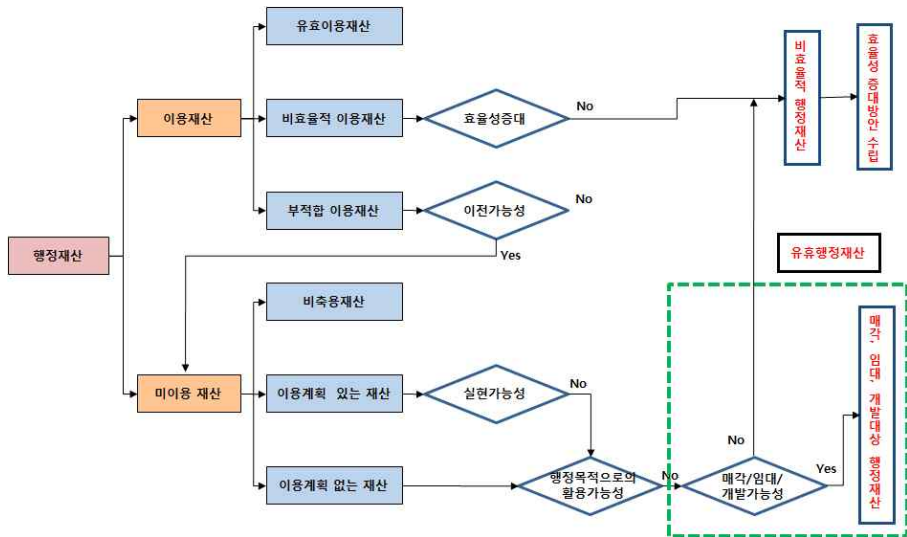 유효이용재산
비효율적 이용재산
효율성증대
No
이용재산
부적합 이용재산
이전가능성
No
Yes
행정재산
비축용재산
미이용 재산
이용계획 있는 재산
실현가능성
No
이용계획 없는 재산
행정목적으로의
활용가능성
No
매각/임대/
개발가능성
No
Yes
비효율적 행정재산
효율성 증대방안 수립
유휴행정재산
매각, 임대, 개발대상 행정재산